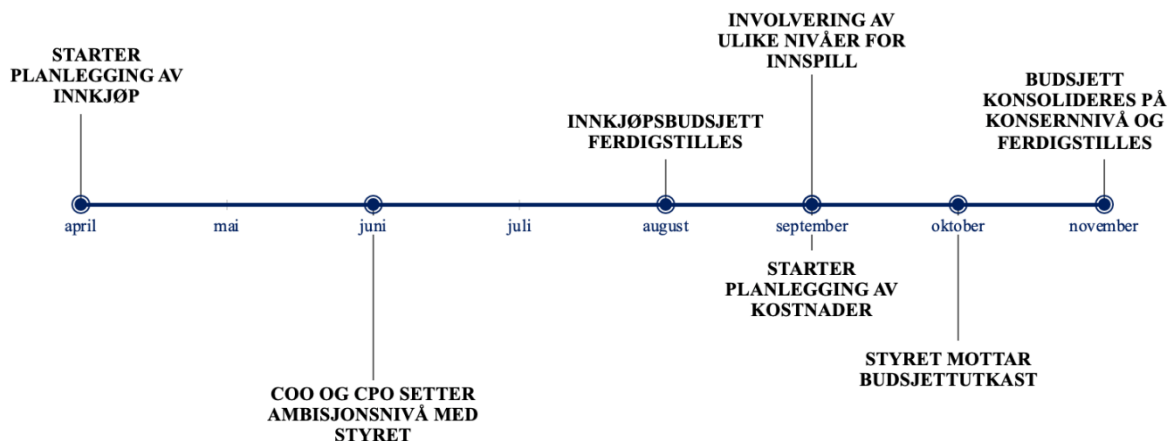 STARTER
PLANLEGGING AV
INNKJØP
INVOLVERING AV
ULIKE NIVÅER FOR
INNSPILL
INNKJØPSBUDSJETT
FERDIGSTILLES
BUDSJETT
KONSOLIDERES PÅ
KONSERNNIVÅ OG
FERDIGSTILLES
april mai juni juli august september oktober november
STARTER
PLANLEGGING AV
KOSTNADER
STYRET MOTTAR
BUDSJETTUTKAST
COO OG CPO SETTER
AMBISJONSNIVÅ MED
STYRET